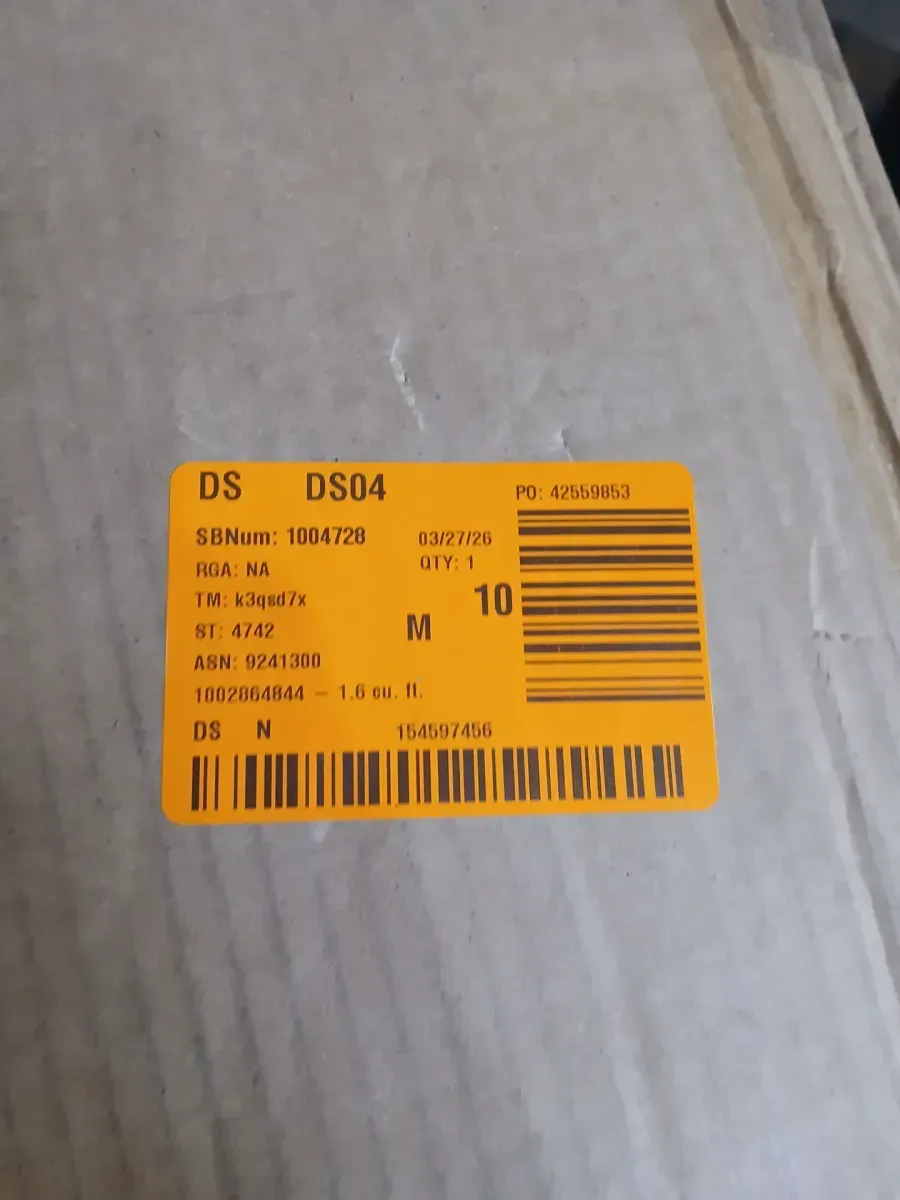 DS DS04 PO: 42559853
SBNum: 1004728 03/27/26
RGA: NA QTY: 1
TM: k3qsd7x 10
ST: 4742 M
ASN: 9241300
1002864844 – 1.6 cu. ft.
DS N 154597456